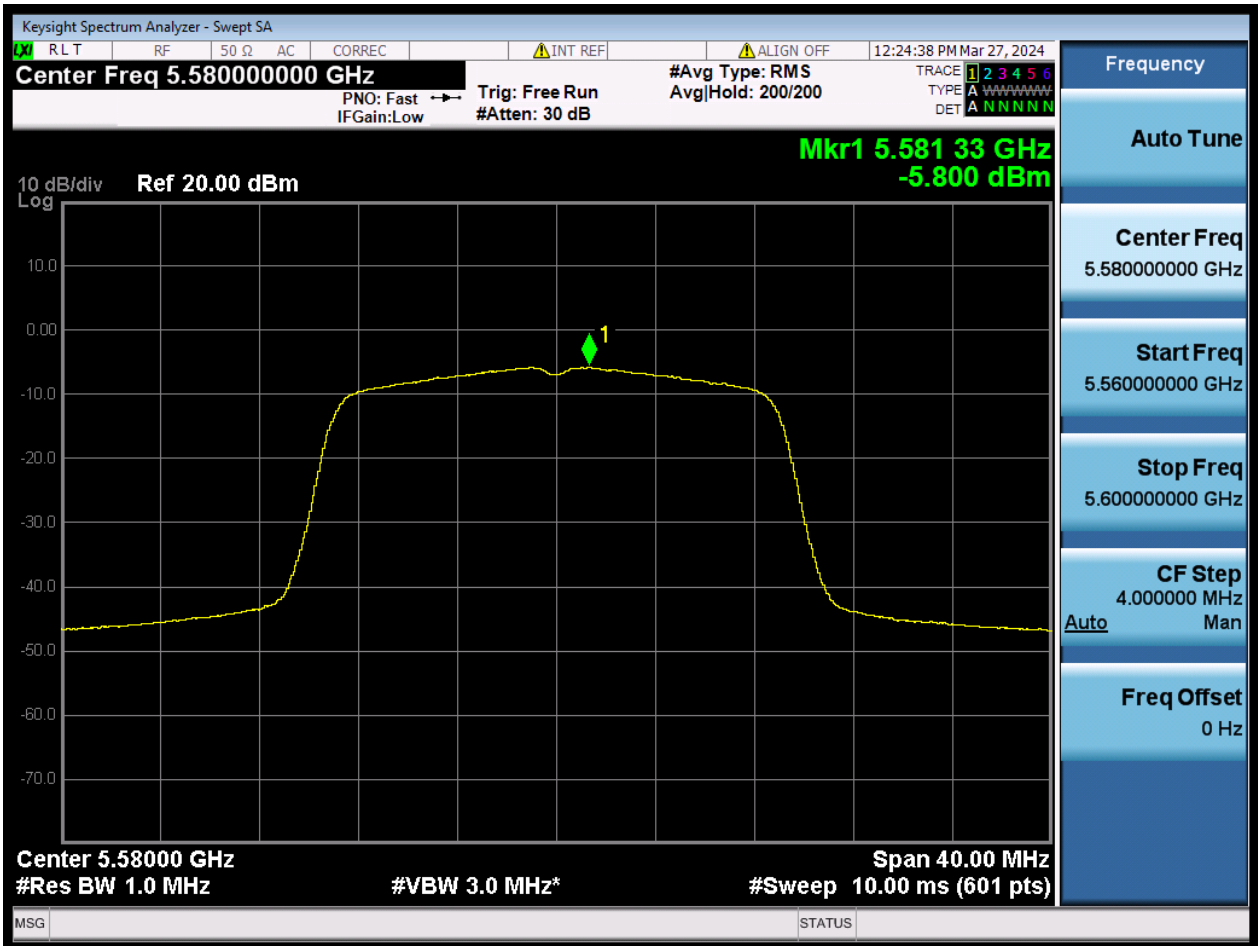 Keysight Spectrum Analyzer - Swept SA
LXI RLT RF 50 Ω AC CORREC INT REF ALIGN OFF 12:24:38 PM Mar 27, 2024
Center Freq 5.580000000 GHz
PNO: Fast
IFGain:Low
Trig: Free Run
#Atten: 30 dB
#Avg Type: RMS
Avg|Hold: 200/200
TRACE 1 2 3 4 5 6
TYPE A WWWWW
DET A N N N N N
Mkr1 5.581 33 GHz
-5.800 dBm
10 dB/div
Log
Ref 20.00 dBm
10.0
0.00
-10.0
-20.0
-30.0
-40.0
-50.0
-60.0
-70.0
1
Center 5.58000 GHz
Span 40.00 MHz
#Res BW 1.0 MHz
#VBW 3.0 MHz*
#Sweep 10.00 ms (601 pts)
MSG
STATUS
Frequency
Auto Tune
Center Freq
5.580000000 GHz
Start Freq
5.560000000 GHz
Stop Freq
5.600000000 GHz
CF Step
4.000000 MHz
Auto Man
Freq Offset
0 Hz